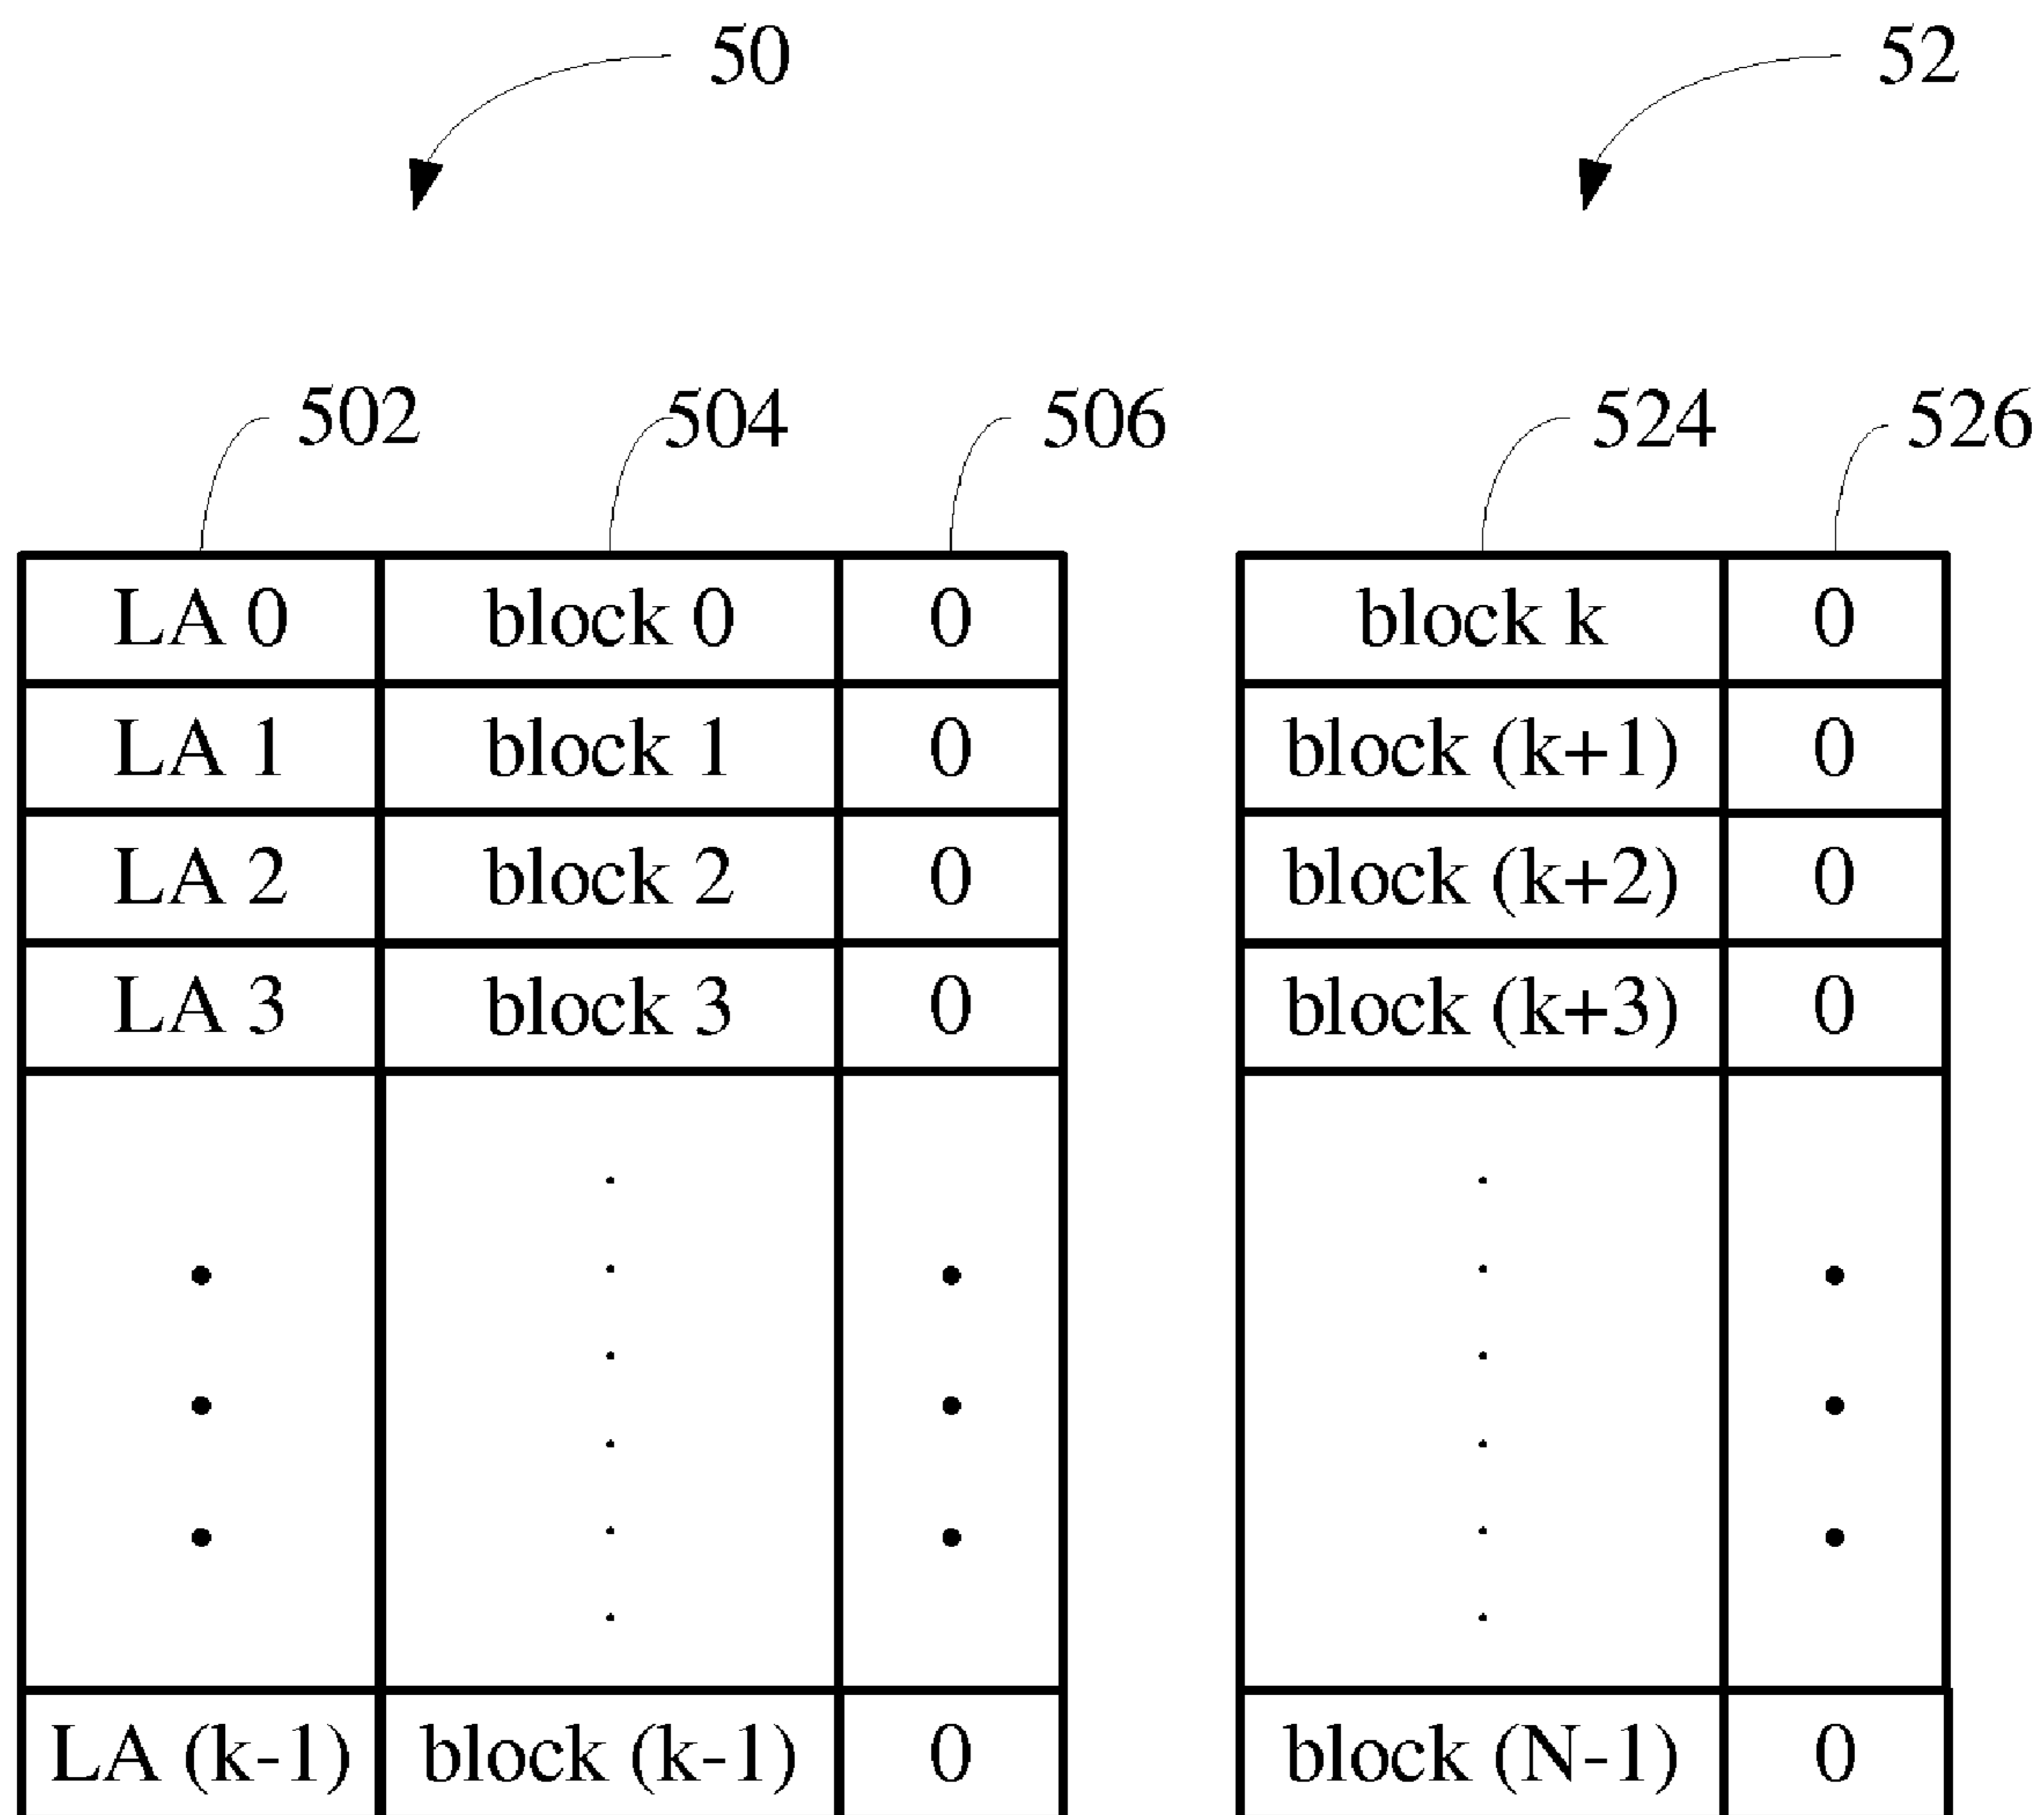 50 52
502 504 506 524 526
LA 0 block 0 0 block k 0
LA 1 block 1 0 block (k+1) 0
LA 2 block 2 0 block (k+2) 0
LA 3 block 3 0 block (k+3) 0
LA (k-1) block (k-1) 0 block (N-1) 0